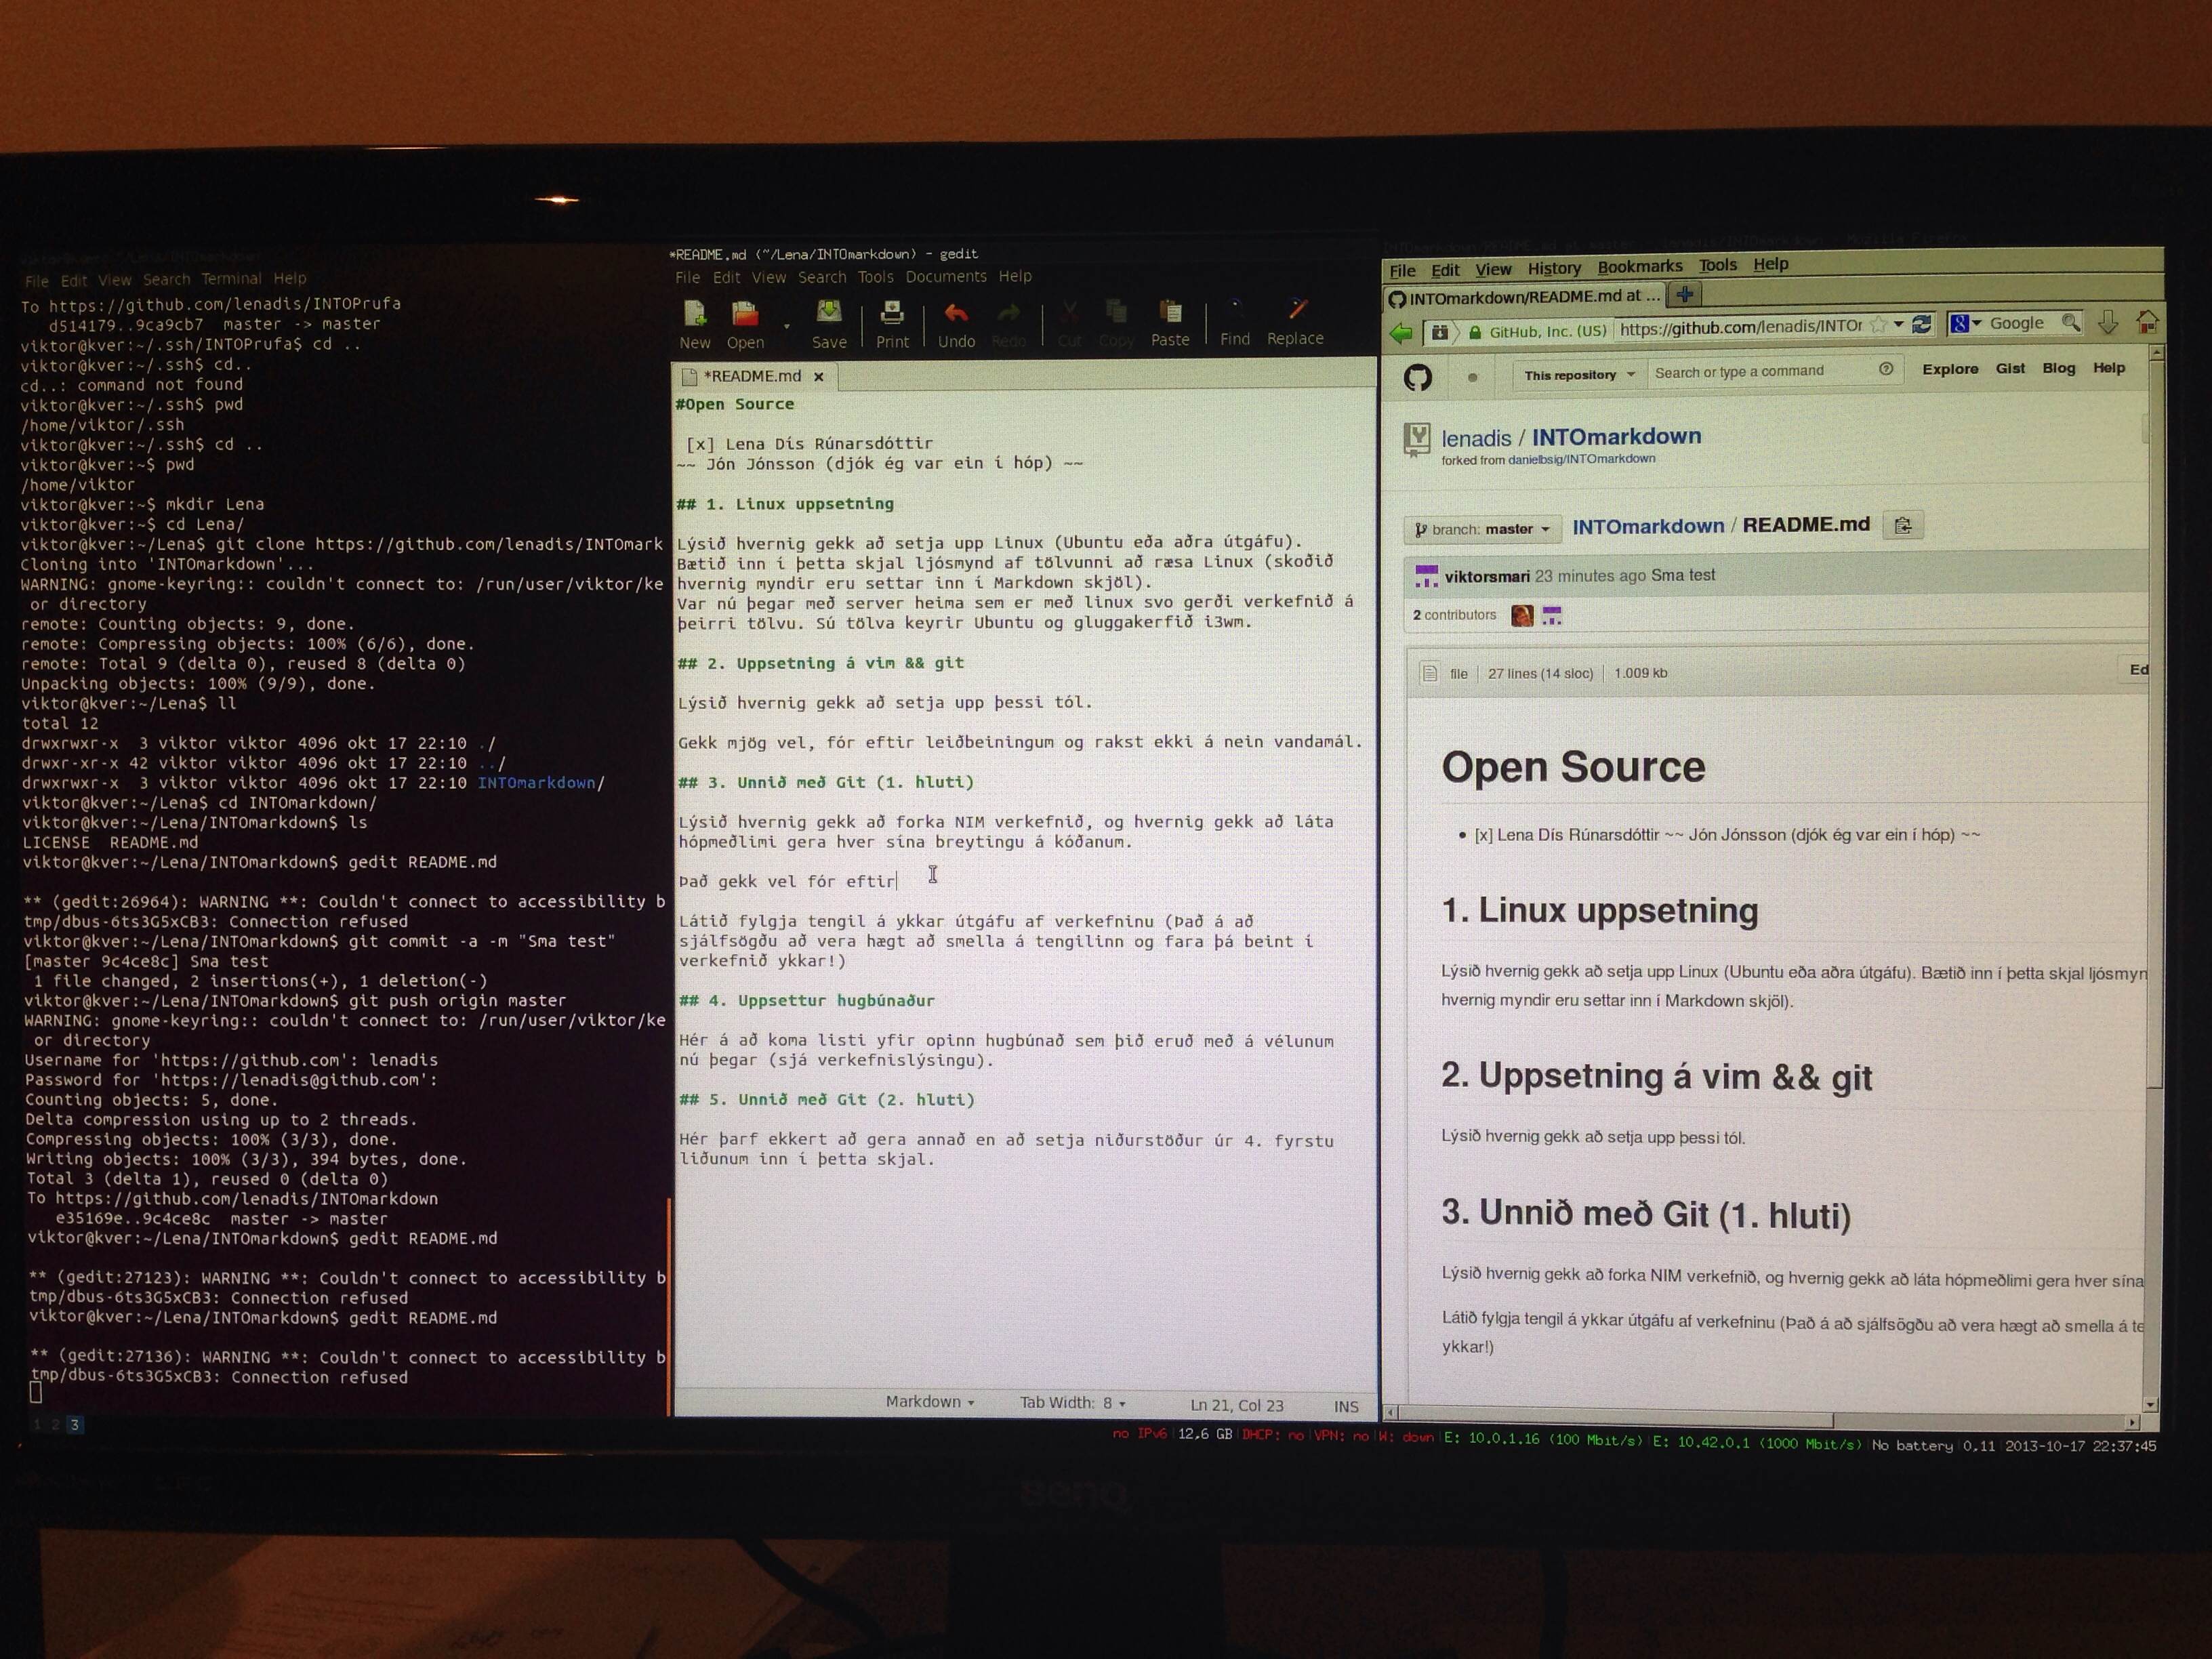 File Edit View Search Terminal Help
To https://github.com/lenadis/INTOPrufa
d514179..9ca9cb7 master -> master
viktor@kver:~/.ssh/INTOPrufa$ cd ..
viktor@kver:~/.ssh$ cd..
cd..: command not found
viktor@kver:~/.ssh$ pwd
/home/viktor/.ssh
viktor@kver:~/.ssh$ cd ..
viktor@kver:~$ pwd
/home/viktor
viktor@kver:~$ mkdir Lena
viktor@kver:~$ cd Lena/
viktor@kver:~/Lena$ git clone https://github.com/lenadis/INTOmark
Cloning into 'INTOmarkdown'...
WARNING: gnome-keyring:: couldn't connect to: /run/user/viktor/ke
or directory
remote: Counting objects: 9, done.
remote: Compressing objects: 100% (6/6), done.
remote: Total 9 (delta 0), reused 8 (delta 0)
Unpacking objects: 100% (9/9), done.
viktor@kver:~/Lena$ ll
total 12
drwxrwxr-x 3 viktor viktor 4096 okt 17 22:10 ./
drwxr-xr-x 42 viktor viktor 4096 okt 17 22:10 ../
drwxrwxr-x 3 viktor viktor 4096 okt 17 22:10 INTOmarkdown/
viktor@kver:~/Lena$ cd INTOmarkdown/
viktor@kver:~/Lena/INTOmarkdown$ ls
LICENSE README.md
viktor@kver:~/Lena/INTOmarkdown$ gedit README.md
** (gedit:26964): WARNING **: Couldn't connect to accessibility b
tmp/dbus-6ts3G5xCB3: Connection refused
viktor@kver:~/Lena/INTOmarkdown$ git commit -a -m "Sma test"
[master 9c4ce8c] Sma test
1 file changed, 2 insertions(+), 1 deletion(-)
viktor@kver:~/Lena/INTOmarkdown$ git push origin master
WARNING: gnome-keyring:: couldn't connect to: /run/user/viktor/ke
or directory
Username for 'https://github.com': lenadis
Password for 'https://lenadis@github.com':
Counting objects: 5, done.
Delta compression using up to 2 threads.
Compressing objects: 100% (3/3), done.
Writing objects: 100% (3/3), 394 bytes, done.
Total 3 (delta 1), reused 0 (delta 0)
To https://github.com/lenadis/INTOmarkdown
e35169e..9c4ce8c master -> master
viktor@kver:~/Lena/INTOmarkdown$ gedit README.md
** (gedit:27123): WARNING **: Couldn't connect to accessibility b
tmp/dbus-6ts3G5xCB3: Connection refused
viktor@kver:~/Lena/INTOmarkdown$ gedit README.md
** (gedit:27136): WARNING **: Couldn't connect to accessibility b
tmp/dbus-6ts3G5xCB3: Connection refused
1 2 3
*README.md (~/Lena/INTOmarkdown) - gedit
File Edit View Search Tools Documents Help
New Open Save Print Undo Redo Cut Copy Paste Find Replace
*README.md x
#Open Source
[x] Lena Dís Rúnarsdóttir
~~ Jón Jónsson (djók ég var ein í hóp) ~~
## 1. Linux uppsetning
Lýsið hvernig gekk að setja upp Linux (Ubuntu eða aðra útgáfu).
Bætið inn í þetta skjal ljósmynd af tölvunni að ræsa Linux (skoðið
hvernig myndir eru settar inn í Markdown skjöl).
Var nú þegar með server heima sem er með linux svo gerði verkefnið á
þeirri tölvu. Sú tölva keyrir Ubuntu og gluggakerfið i3wm.
## 2. Uppsetning á vim && git
Lýsið hvernig gekk að setja upp þessi tól.
Gekk mjög vel, fór eftir leiðbeiningum og rakst ekki á nein vandamál.
## 3. Unnið með Git (1. hluti)
Lýsið hvernig gekk að forka NIM verkefnið, og hvernig gekk að láta
hópmeðlimi gera hver sína breytingu á kóðanum.
Það gekk vel fór eftir
Látið fylgja tengil á ykkar útgáfu af verkefninu (Það á að
sjálfsögðu að vera hægt að smella á tengilinn og fara þá beint í
verkefnið ykkar!)
## 4. Uppsettur hugbúnaður
Hér á að koma listi yfir opinn hugbúnað sem þið eruð með á vélunum
nú þegar (sjá verkefnislýsingu).
## 5. Unnið með Git (2. hluti)
Hér þarf ekkert að gera annað en að setja niðurstöður úr 4. fyrstu
liðunum inn í þetta skjal.
Markdown Tab Width: 8 Ln 21, Col 23 INS
File Edit View History Bookmarks Tools Help
INTOmarkdown/README.md at ...
GitHub, Inc. (US) https://github.com/lenadis/INTOr Google
This repository Search or type a command Explore Gist Blog Help
lenadis / INTOmarkdown
forked from danielbsig/INTOmarkdown
branch: master INTOmarkdown / README.md
viktorsmari 23 minutes ago Sma test
2 contributors
file 27 lines (14 sloc) 1.009 kb Ed
Open Source
• [x] Lena Dís Rúnarsdóttir ~~ Jón Jónsson (djók ég var ein í hóp) ~~
1. Linux uppsetning
Lýsið hvernig gekk að setja upp Linux (Ubuntu eða aðra útgáfu). Bætið inn í þetta skjal ljósmyn
hvernig myndir eru settar inn í Markdown skjöl).
2. Uppsetning á vim && git
Lýsið hvernig gekk að setja upp þessi tól.
3. Unnið með Git (1. hluti)
Lýsið hvernig gekk að forka NIM verkefnið, og hvernig gekk að láta hópmeðlimi gera hver sína
Látið fylgja tengil á ykkar útgáfu af verkefninu (Það á að sjálfsögðu að vera hægt að smella á te
ykkar!)
no IPv6 | 12,6 GB | DHCP: no | VPN: no | W: down | E: 10.0.1.16 (100 Mbit/s) | E: 10.42.0.1 (1000 Mbit/s) | No battery | 0,11 | 2013-10-17 22:37:45
BenQ